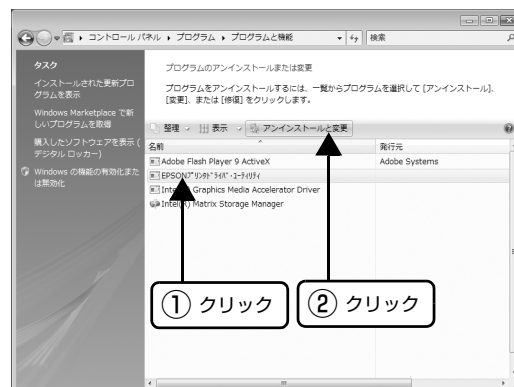 コントロール パネル ▸ プログラム ▸ プログラムと機能
検索
タスク
インストールされた更新プロ
グラムを表示
Windows Marketplace で新
しいプログラムを取得
購入したソフトウェアを表示 (
デジタル ロッカー)
Windows の機能の有効化また
は無効化
プログラムのアンインストールまたは変更
プログラムをアンインストールするには、一覧からプログラムを選択して [アンインストール]、
[変更]、または [修復] をクリックします。
整理 表示 アンインストールと変更
名前 発行元
Adobe Flash Player 9 ActiveX Adobe Systems
EPSONプリンタドライバ・ユーティリティ
Intel Graphics Media Accelerator Driver
Intel(R) Matrix Storage Manager
① クリック
② クリック